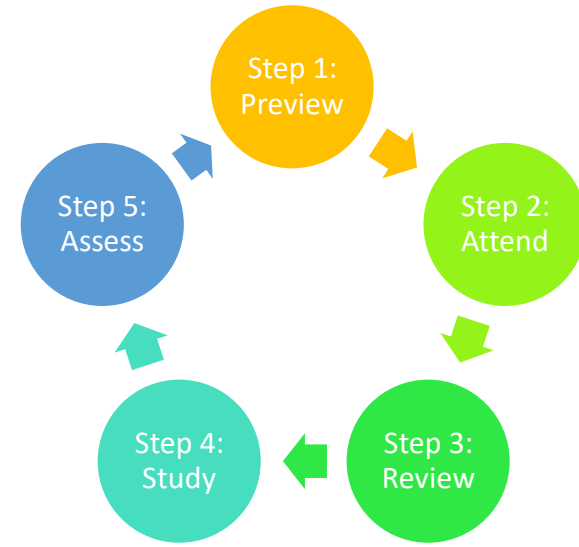 Step 1:
Preview
Step 2:
Attend
Step 3:
Review
Step 4:
Study
Step 5:
Assess